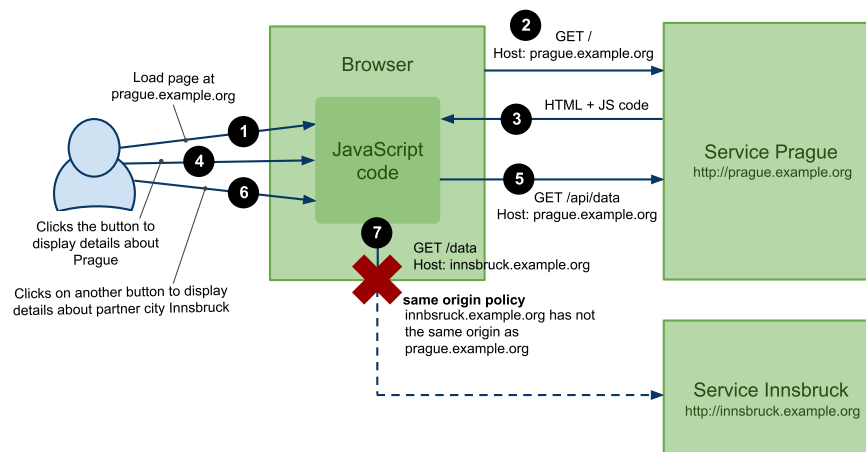 2
GET /
Host: prague.example.org
Browser
Load page at
prague.example.org
1
3
HTML + JS code
JavaScript
code
4
Service Prague
http://prague.example.org
5
GET /api/data
Host: prague.example.org
6
Clicks the button to
display details about
Prague
7
GET /data
Host: innsbruck.example.org
Clicks on another button to display
details about partner city Innsbruck
same origin policy
innbsruck.example.org has not
the same origin as
prague.example.org
Service Innsbruck
http://innsbruck.example.org